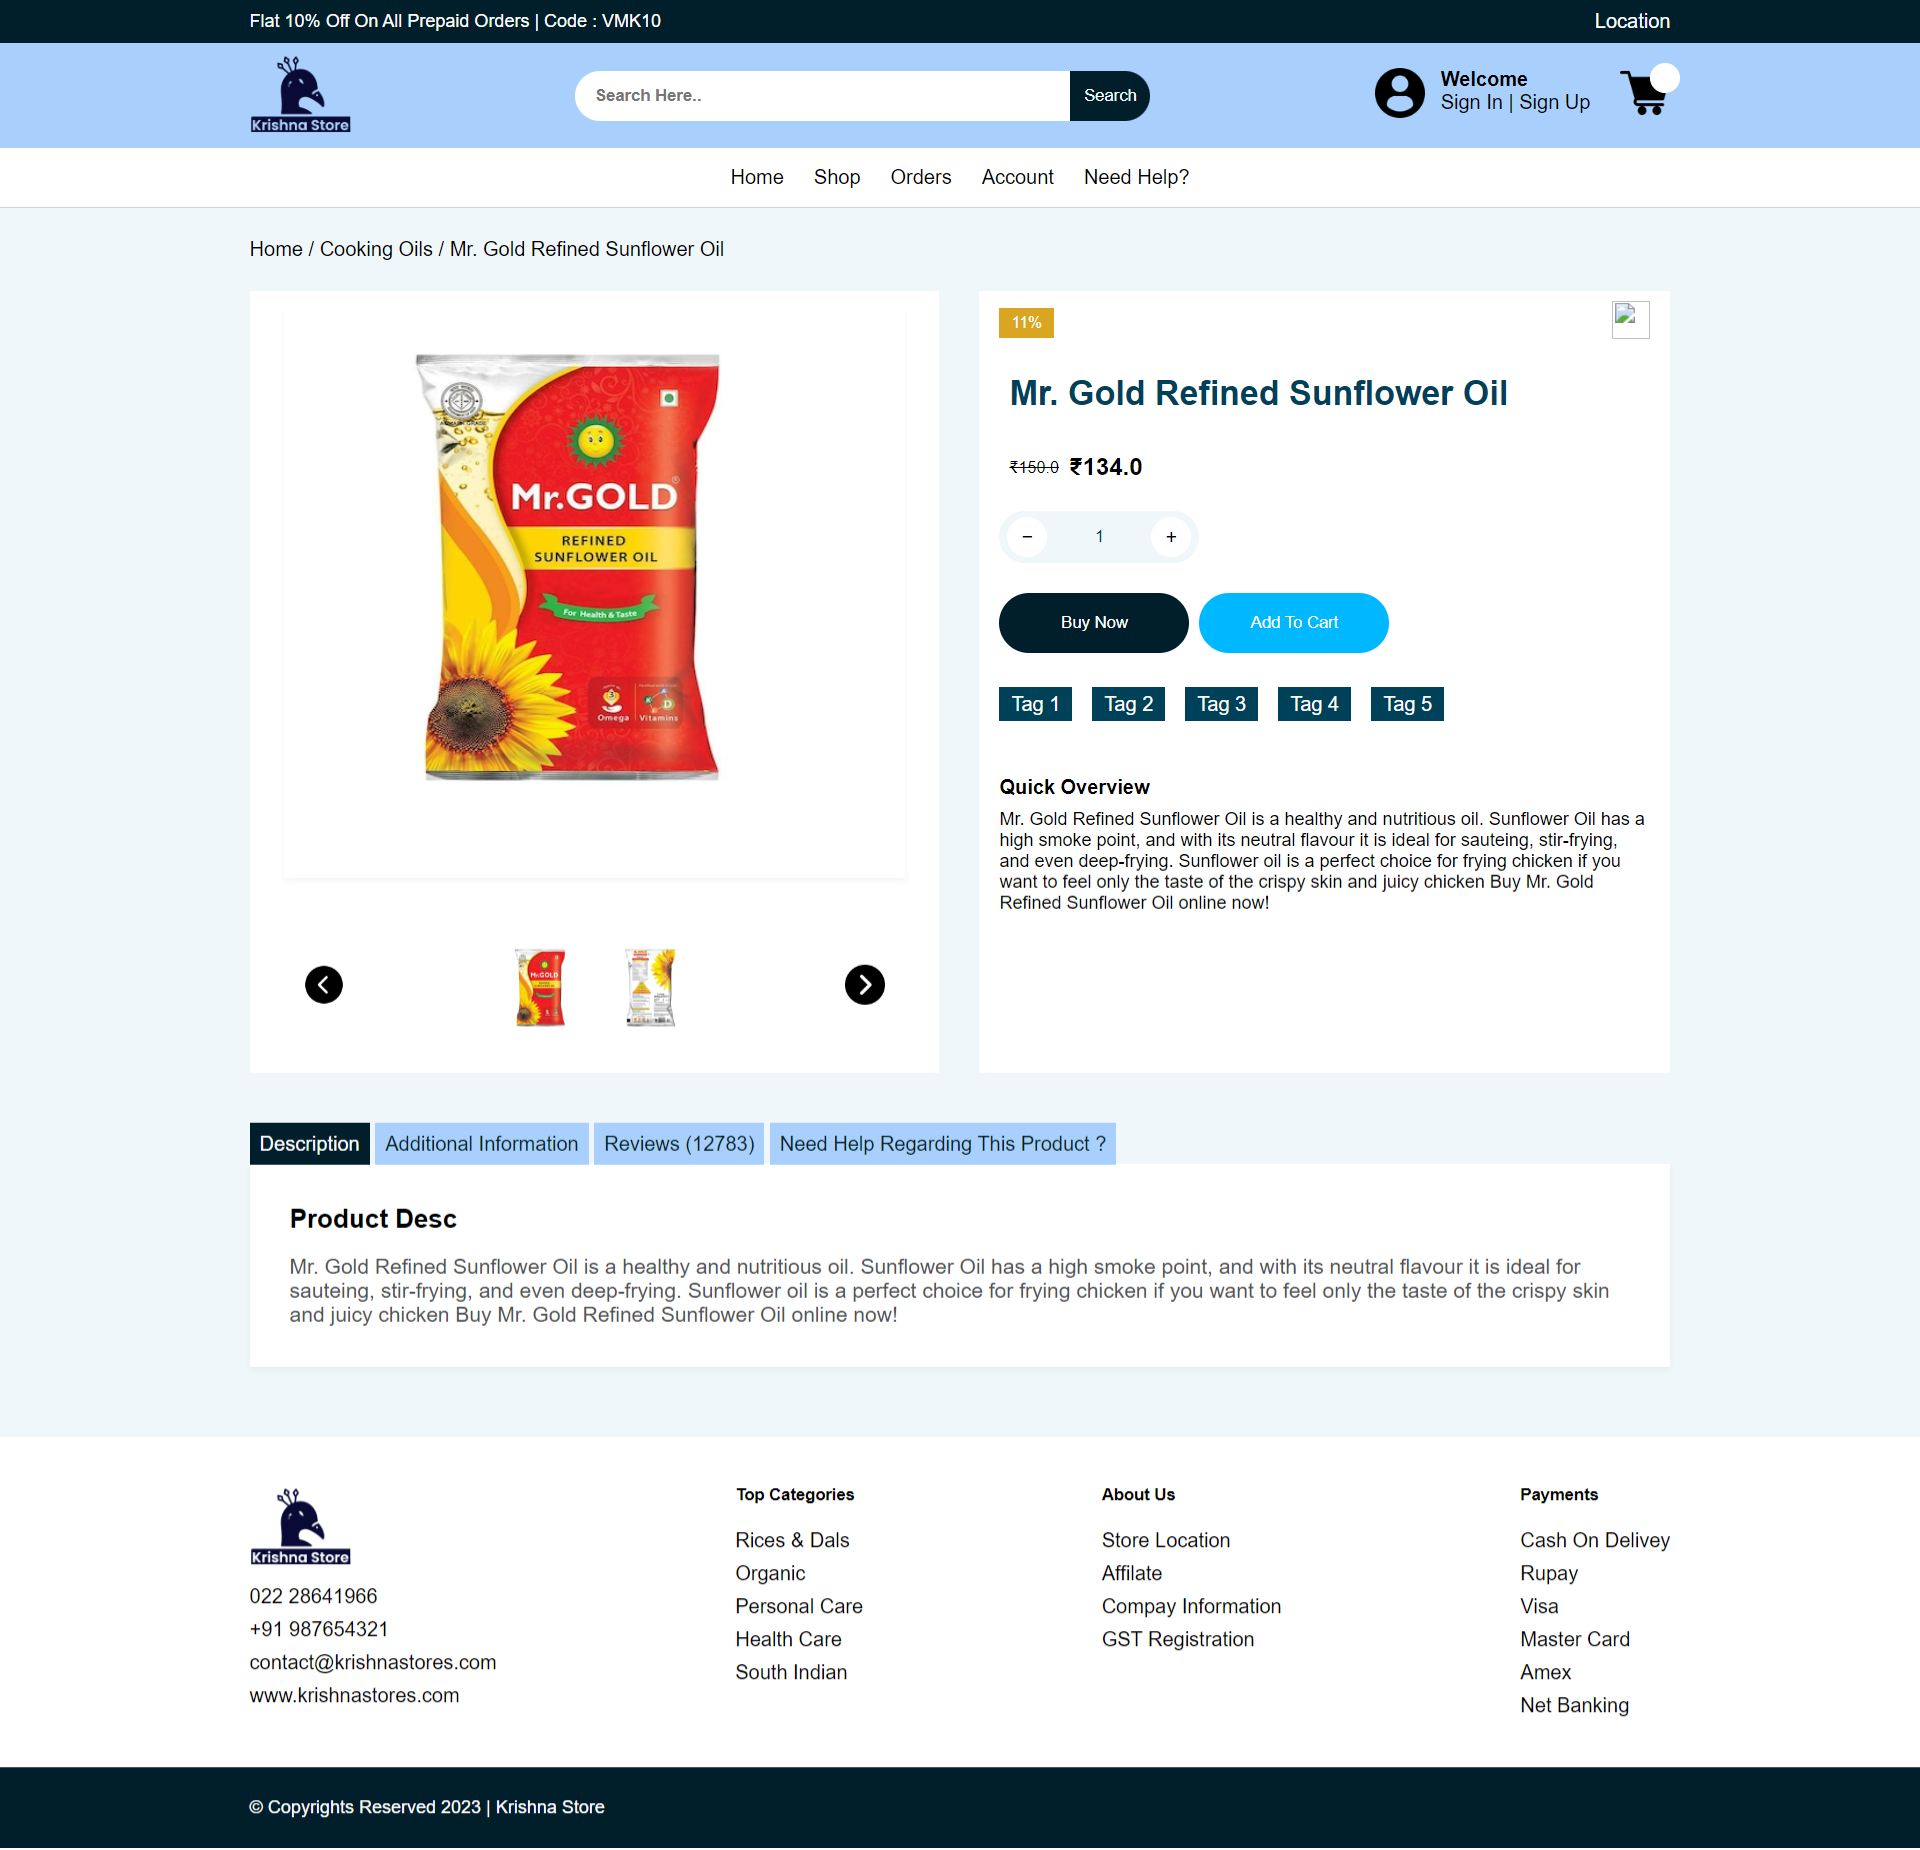 Flat 10% Off On All Prepaid Orders | Code : VMK10
Location
Krishna Store
Search Here..
Search
Welcome
Sign In | Sign Up
Home
Shop
Orders
Account
Need Help?
Home / Cooking Oils / Mr. Gold Refined Sunflower Oil
Mr.GOLD
REFINED
SUNFLOWER OIL
For Health & Taste
Omega
Vitamins
Mr.GOLD
11%
Mr. Gold Refined Sunflower Oil
₹150.0 ₹134.0
− 1 +
Buy Now
Add To Cart
Tag 1
Tag 2
Tag 3
Tag 4
Tag 5
Quick Overview
Mr. Gold Refined Sunflower Oil is a healthy and nutritious oil. Sunflower Oil has a
high smoke point, and with its neutral flavour it is ideal for sauteing, stir-frying,
and even deep-frying. Sunflower oil is a perfect choice for frying chicken if you
want to feel only the taste of the crispy skin and juicy chicken Buy Mr. Gold
Refined Sunflower Oil online now!
Description
Additional Information
Reviews (12783)
Need Help Regarding This Product ?
Product Desc
Mr. Gold Refined Sunflower Oil is a healthy and nutritious oil. Sunflower Oil has a high smoke point, and with its neutral flavour it is ideal for
sauteing, stir-frying, and even deep-frying. Sunflower oil is a perfect choice for frying chicken if you want to feel only the taste of the crispy skin
and juicy chicken Buy Mr. Gold Refined Sunflower Oil online now!
Krishna Store
022 28641966
+91 987654321
contact@krishnastores.com
www.krishnastores.com
Top Categories
Rices & Dals
Organic
Personal Care
Health Care
South Indian
About Us
Store Location
Affilate
Compay Information
GST Registration
Payments
Cash On Delivey
Rupay
Visa
Master Card
Amex
Net Banking
© Copyrights Reserved 2023 | Krishna Store